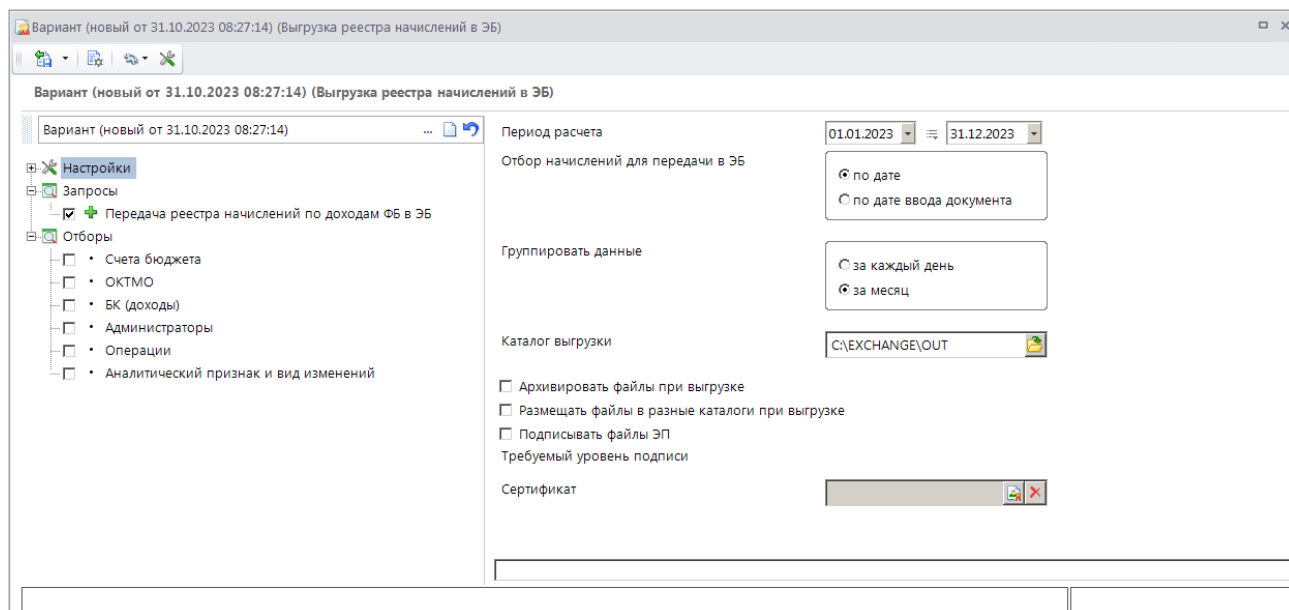 Вариант (новый от 31.10.2023 08:27:14) (Выгрузка реестра начислений в ЭБ)
Вариант (новый от 31.10.2023 08:27:14) (Выгрузка реестра начислений в ЭБ)
Вариант (новый от 31.10.2023 08:27:14) ...
Настройки
Запросы
Передача реестра начислений по доходам ФБ в ЭБ
Отборы
Счета бюджета
ОКТМО
БК (доходы)
Администраторы
Операции
Аналитический признак и вид изменений
Период расчета 01.01.2023 31.12.2023
Отбор начислений для передачи в ЭБ
по дате
по дате ввода документа
Группировать данные
за каждый день
за месяц
Каталог выгрузки C:\EXCHANGE\OUT
Архивировать файлы при выгрузке
Размещать файлы в разные каталоги при выгрузке
Подписывать файлы ЭП
Требуемый уровень подписи
Сертификат